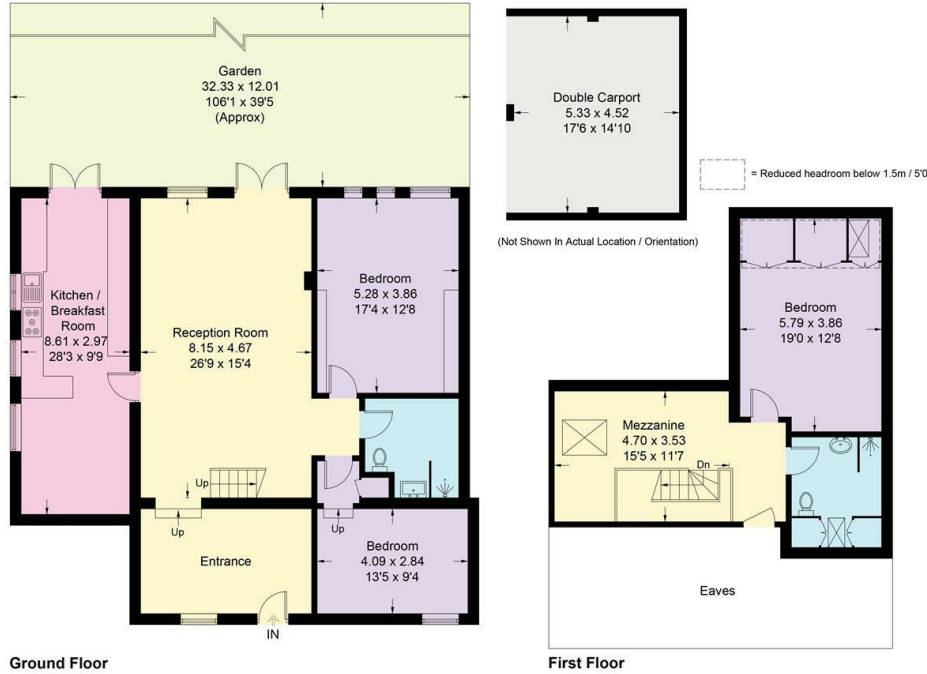 Garden
32.33 x 12.01
106'1 x 39'5
(Approx)
Double Carport
5.33 x 4.52
17'6 x 14'10
= Reduced headroom below 1.5m / 5'0
(Not Shown In Actual Location / Orientation)
Kitchen /
Breakfast
Room
8.61 x 2.97
28'3 x 9'9
Reception Room
8.15 x 4.67
26'9 x 15'4
Bedroom
5.28 x 3.86
17'4 x 12'8
Up
Up
Up
Entrance
Bedroom
4.09 x 2.84
13'5 x 9'4
IN
Bedroom
5.79 x 3.86
19'0 x 12'8
Mezzanine
4.70 x 3.53
15'5 x 11'7
Dn
Eaves
Ground Floor
First Floor